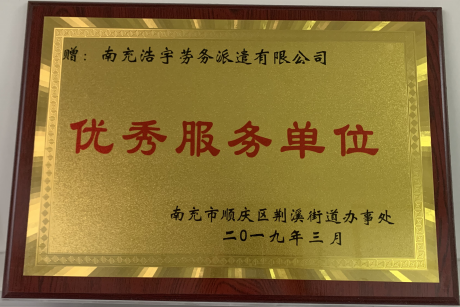 赠：南充浩宇劳务派遣有限公司
优秀服务单位
南充市顺庆区荆溪街道办事处
二〇一九年三月